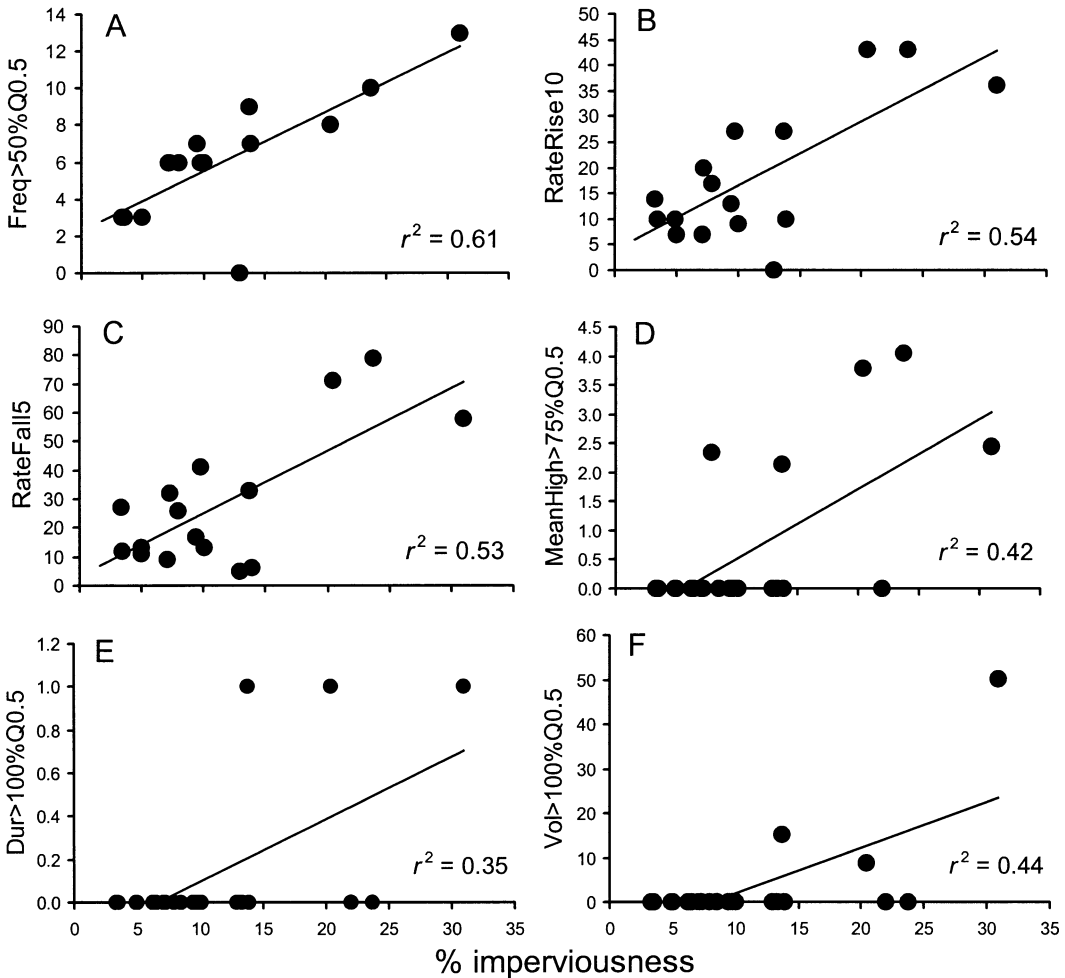 A
Freq>50%Q0.5
14
12
10
8
6
4
2
0
r² = 0.61
B
RateRise10
50
45
40
35
30
25
20
15
10
5
0
r² = 0.54
C
RateFall5
90
80
70
60
50
40
30
20
10
0
r² = 0.53
D
MeanHigh>75%Q0.5
4.5
4.0
3.5
3.0
2.5
2.0
1.5
1.0
0.5
0.0
r² = 0.42
E
Dur>100%Q0.5
1.2
1.0
0.8
0.6
0.4
0.2
0.0
r² = 0.35
0 5 10 15 20 25 30 35
F
Vol>100%Q0.5
60
50
40
30
20
10
0
r² = 0.44
0 5 10 15 20 25 30 35
% imperviousness